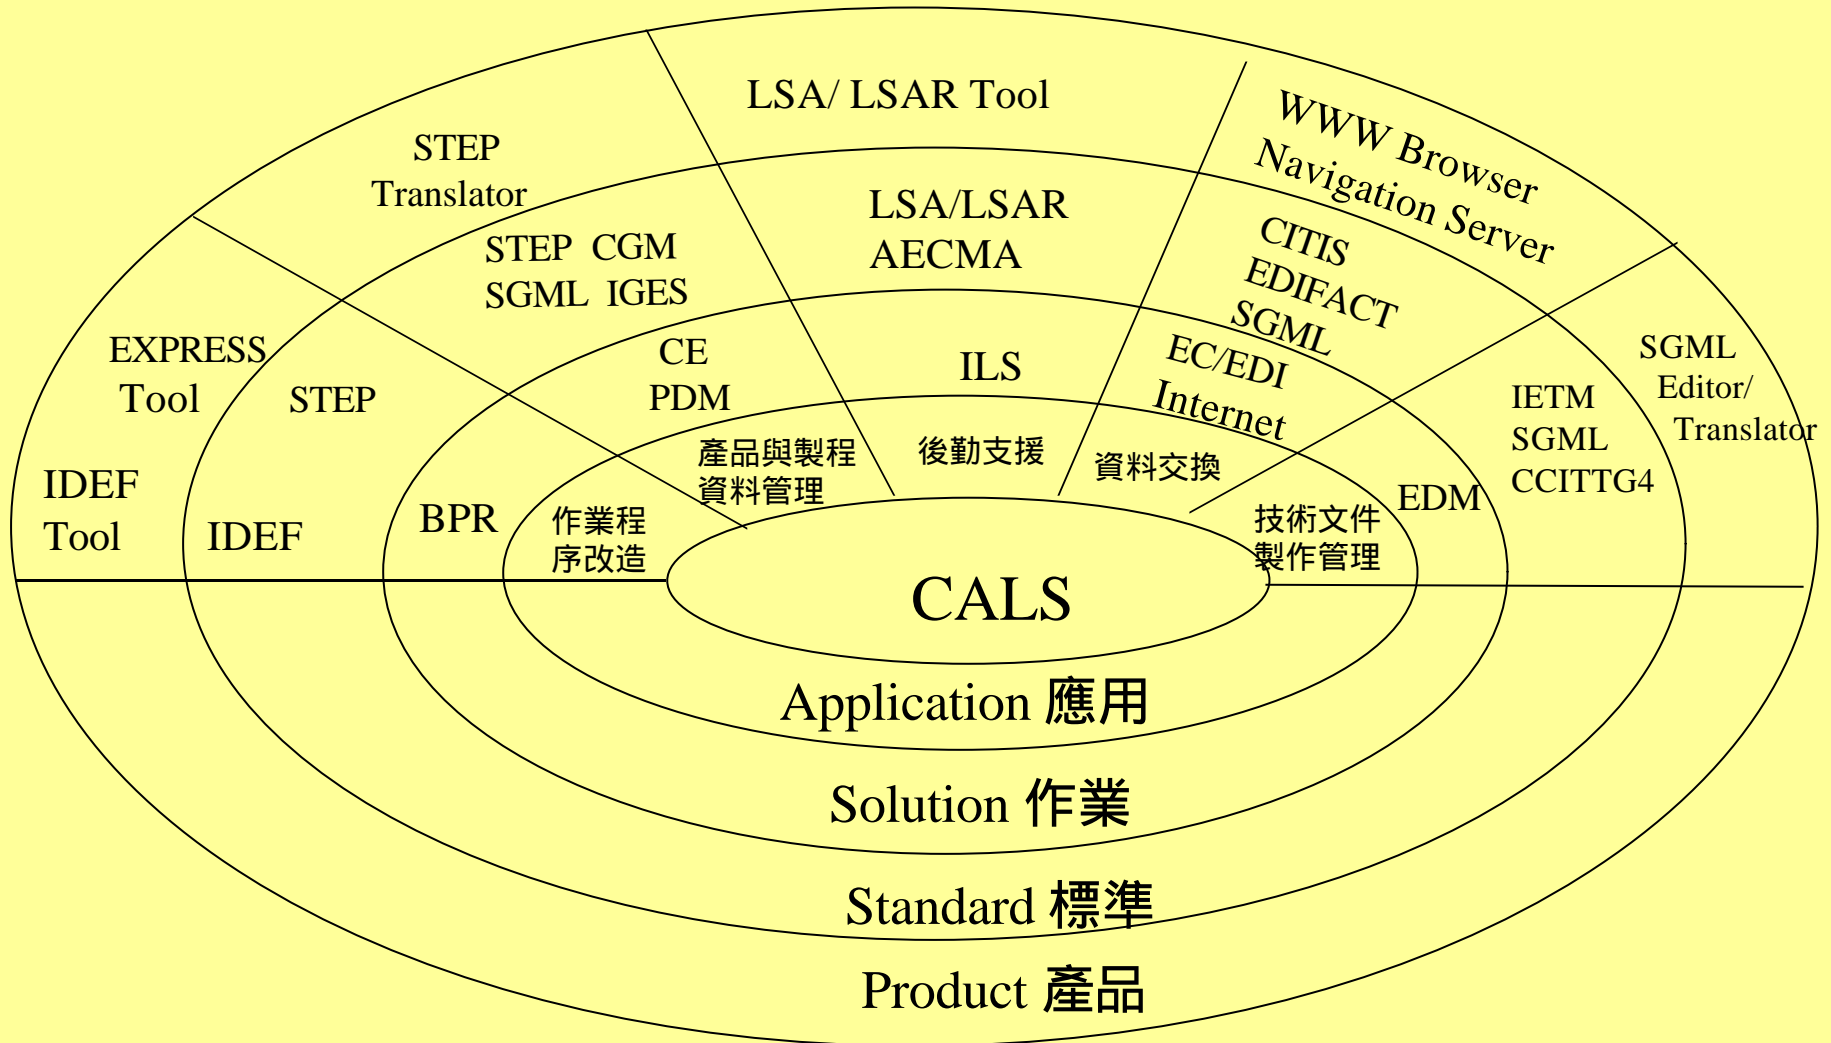 LSA/ LSAR Tool
WWW Browser
Navigation Server
STEP
Translator
LSA/LSAR
AECMA
CITIS
EDIFACT
SGML
STEP CGM
SGML IGES
EXPRESS
Tool
STEP
CE
PDM
ILS
EC/EDI
Internet
SGML
Editor/
Translator
IETM
SGML
CCITTG4
IDEF
Tool
IDEF
BPR
作業程
序改造
產品與製程
資料管理
後勤支援
資料交換
技術文件
製作管理
EDM
CALS
Application 應用
Solution 作業
Standard 標準
Product 產品